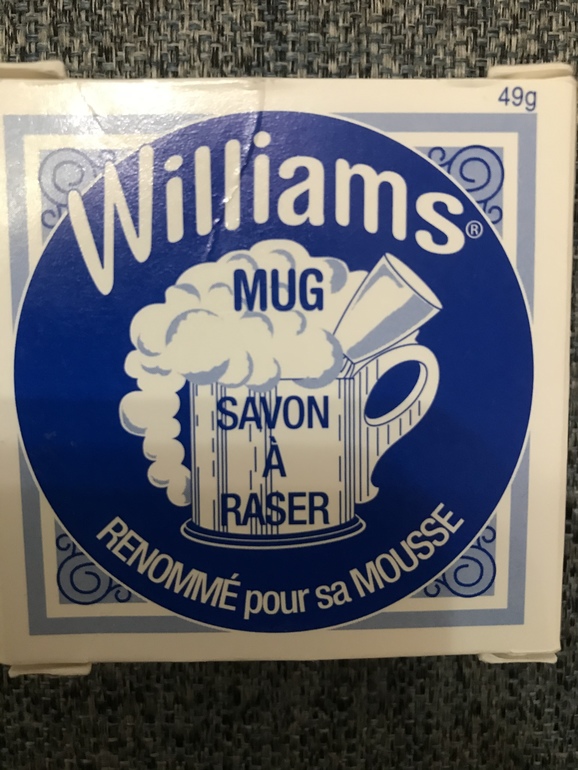 49g
Williams®
MUG
SAVON
À
RASER
RENOMMÉ pour sa MOUSSE